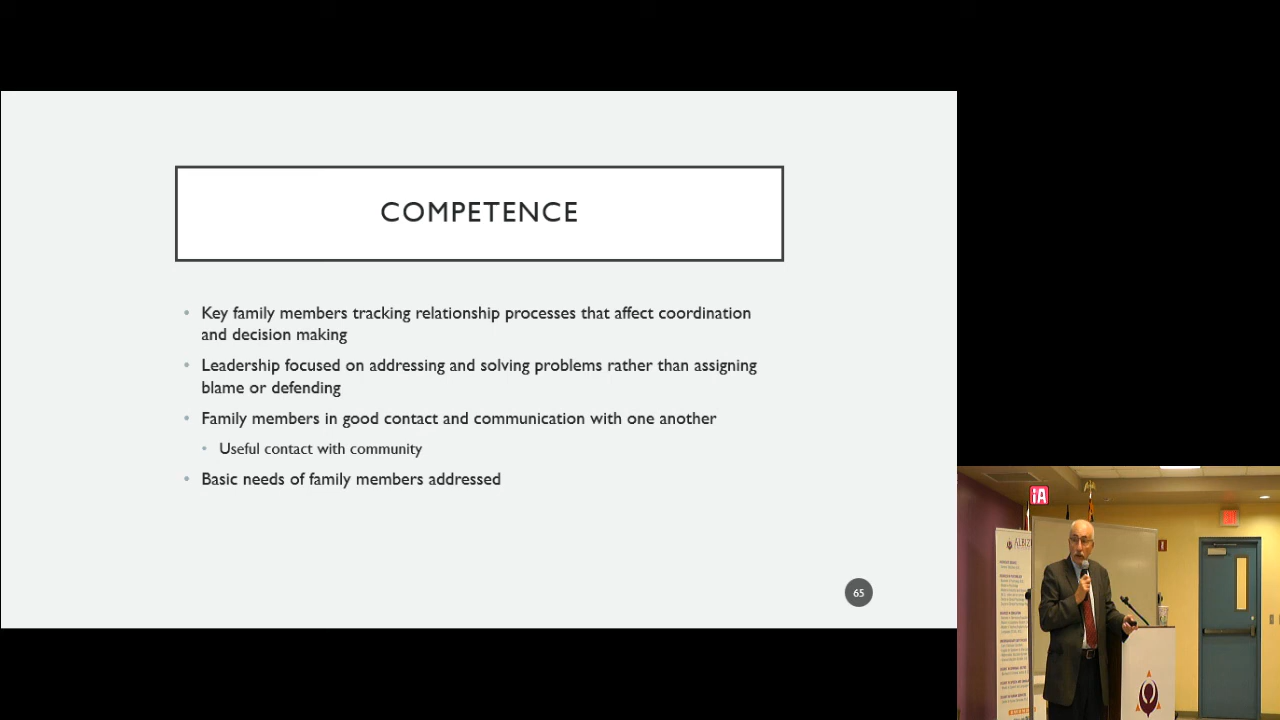 COMPETENCE
Key family members tracking relationship processes that affect coordination
and decision making
Leadership focused on addressing and solving problems rather than assigning
blame or defending
Family members in good contact and communication with one another
Useful contact with community
Basic needs of family members addressed
65
iA
ALBIZ